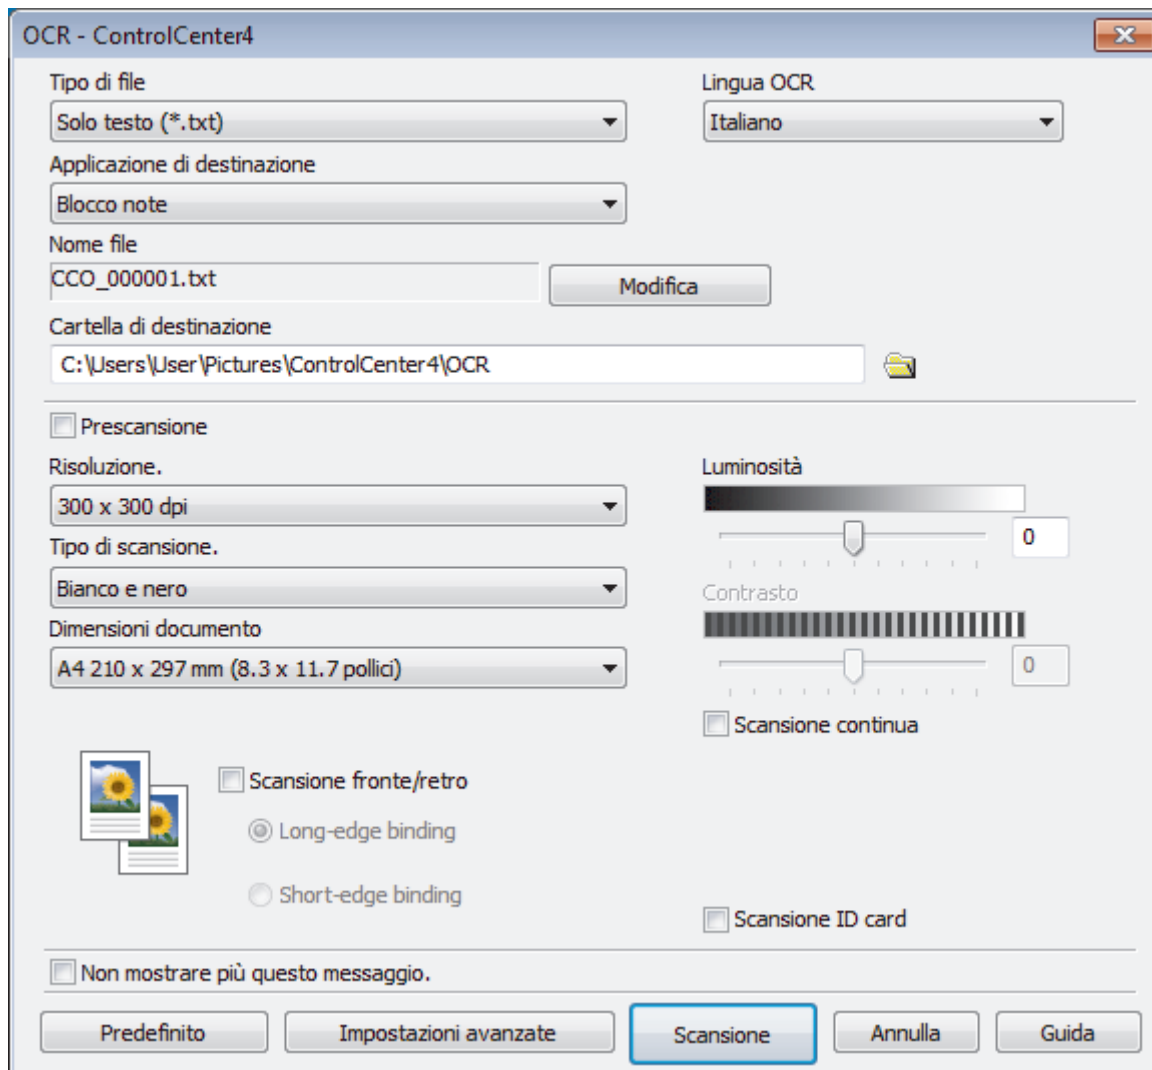 OCR - ControlCenter4
Tipo di file
Lingua OCR
Solo testo (*.txt)
Italiano
Applicazione di destinazione
Blocco note
Nome file
CCO_000001.txt
Modifica
Cartella di destinazione
C:\Users\User\Pictures\ControlCenter4\OCR
Prescansione
Risoluzione.
Luminosità
300 x 300 dpi
0
Tipo di scansione.
Bianco e nero
Contrasto
Dimensioni documento
A4 210 x 297 mm (8.3 x 11.7 pollici)
0
Scansione continua
Scansione fronte/retro
Long-edge binding
Short-edge binding
Scansione ID card
Non mostrare più questo messaggio.
Predefinito
Impostazioni avanzate
Scansione
Annulla
Guida